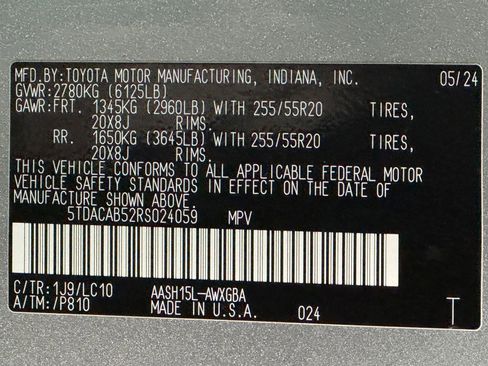 MFD.BY:TOYOTA MOTOR MANUFACTURING, INDIANA, INC. 05/24
GVWR:2780KG (6125LB)
GAWR:FRT. 1345KG (2960LB) WITH 255/55R20 TIRES,
20X8J RIMS.
RR. 1650KG (3645LB) WITH 255/55R20 TIRES,
20X8J RIMS.
THIS VEHICLE CONFORMS TO ALL APPLICABLE FEDERAL MOTOR
VEHICLE SAFETY STANDARDS IN EFFECT ON THE DATE OF
MANUFACTURE SHOWN ABOVE.
5TDACAB52RS024059 MPV
C/TR:1J9/LC10 AASH15L-AWXGBA
A/TM:/P810 MADE IN U.S.A. 024 T